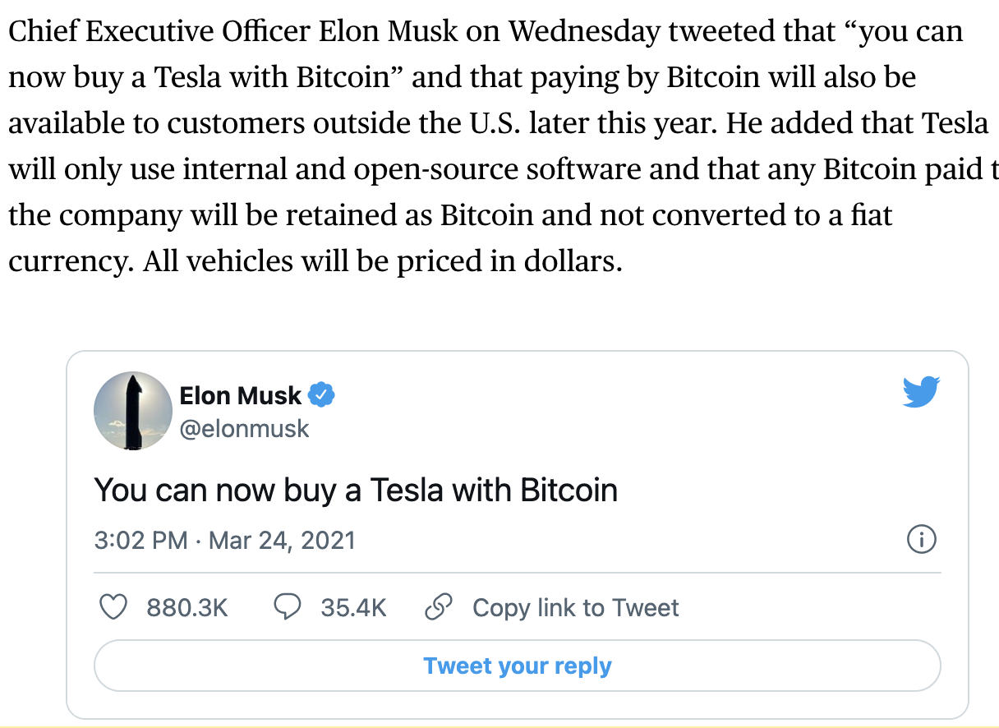 Chief Executive Officer Elon Musk on Wednesday tweeted that “you can
now buy a Tesla with Bitcoin” and that paying by Bitcoin will also be
available to customers outside the U.S. later this year. He added that Tesla
will only use internal and open-source software and that any Bitcoin paid t
the company will be retained as Bitcoin and not converted to a fiat
currency. All vehicles will be priced in dollars.
Elon Musk
@elonmusk
You can now buy a Tesla with Bitcoin
3:02 PM · Mar 24, 2021
880.3K 35.4K Copy link to Tweet
Tweet your reply